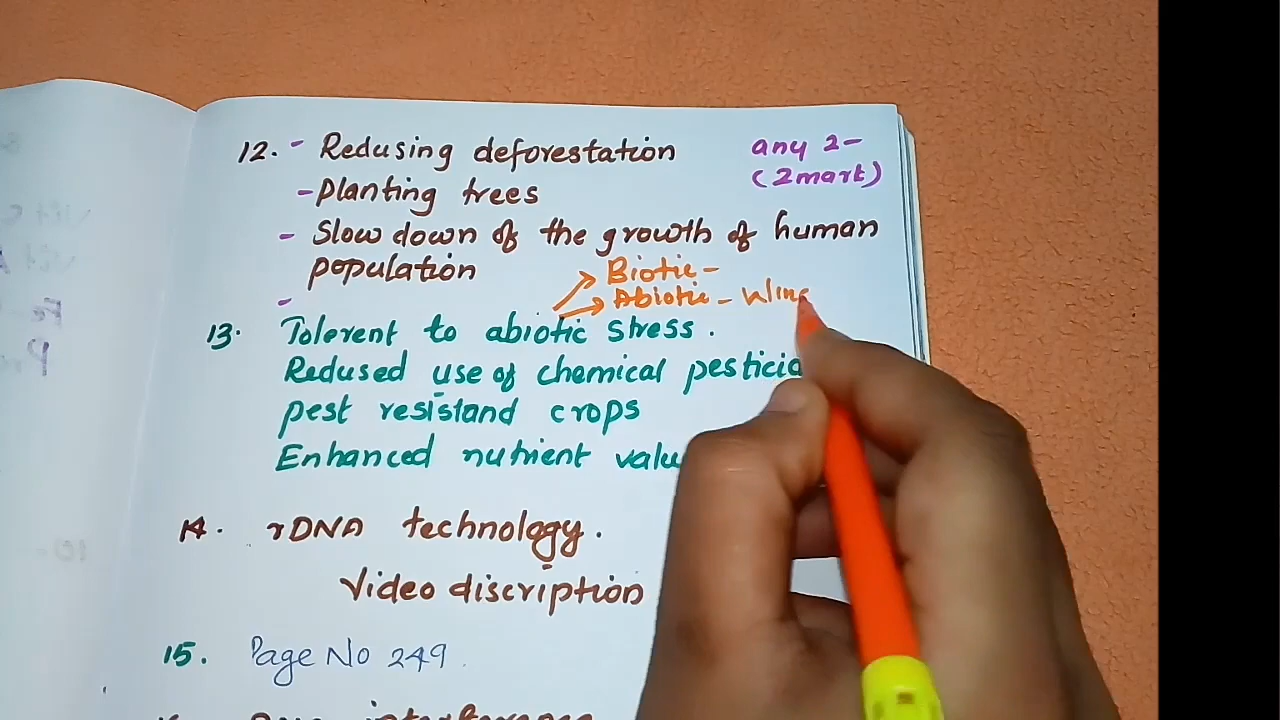 12. - Redusing deforestation any 2-
- Planting trees (2mark)
- Slow down of the growth of human
population
Biotic -
- Abiotic -
13. Tolerent to abiotic stress.
Redused use of chemical
pest resistand crops
Enhanced nutrient
14. rDNA technology.
Video discription
15. Page No 249.